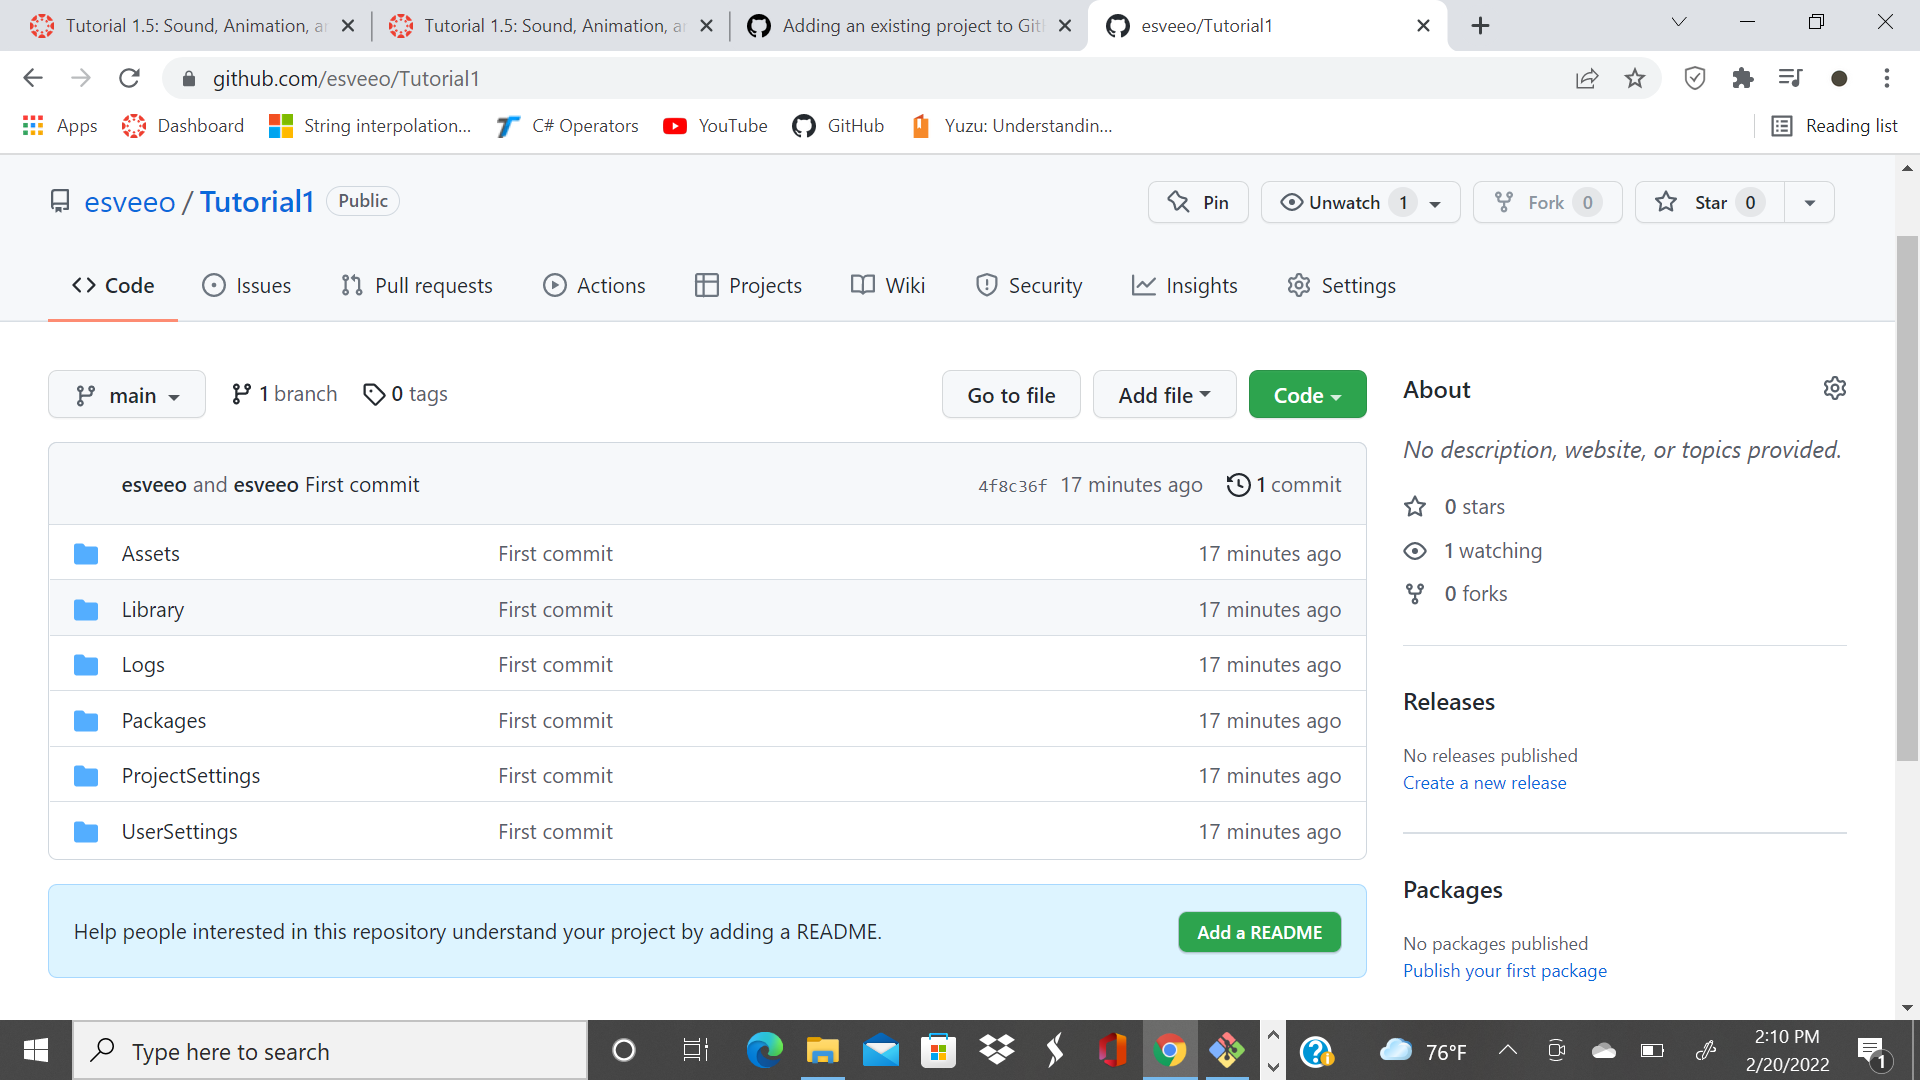 Tutorial 1.5: Sound, Animation, a
Tutorial 1.5: Sound, Animation, a
Adding an existing project to Git
esveeo/Tutorial1
github.com/esveeo/Tutorial1
Apps
Dashboard
String interpolation...
C# Operators
YouTube
GitHub
Yuzu: Understandin...
Reading list
esveeo / Tutorial1
Public
Pin
Unwatch 1
Fork 0
Star 0
Code
Issues
Pull requests
Actions
Projects
Wiki
Security
Insights
Settings
main
1 branch
0 tags
Go to file
Add file
Code
esveeo and esveeo First commit
4f8c36f 17 minutes ago
1 commit
Assets First commit 17 minutes ago
Library First commit 17 minutes ago
Logs First commit 17 minutes ago
Packages First commit 17 minutes ago
ProjectSettings First commit 17 minutes ago
UserSettings First commit 17 minutes ago
Help people interested in this repository understand your project by adding a README.
Add a README
About
No description, website, or topics provided.
0 stars
1 watching
0 forks
Releases
No releases published
Create a new release
Packages
No packages published
Publish your first package
Type here to search
76°F
2:10 PM
2/20/2022
1